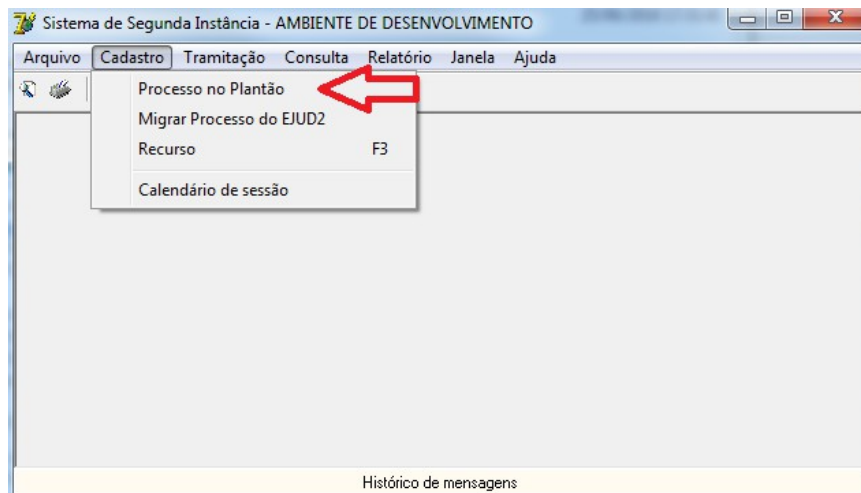 Sistema de Segunda Instância - AMBIENTE DE DESENVOLVIMENTO
Arquivo Cadastro Tramitação Consulta Relatório Janela Ajuda
Processo no Plantão
Migrar Processo do EJUD2
Recurso F3
Calendário de sessão
Histórico de mensagens